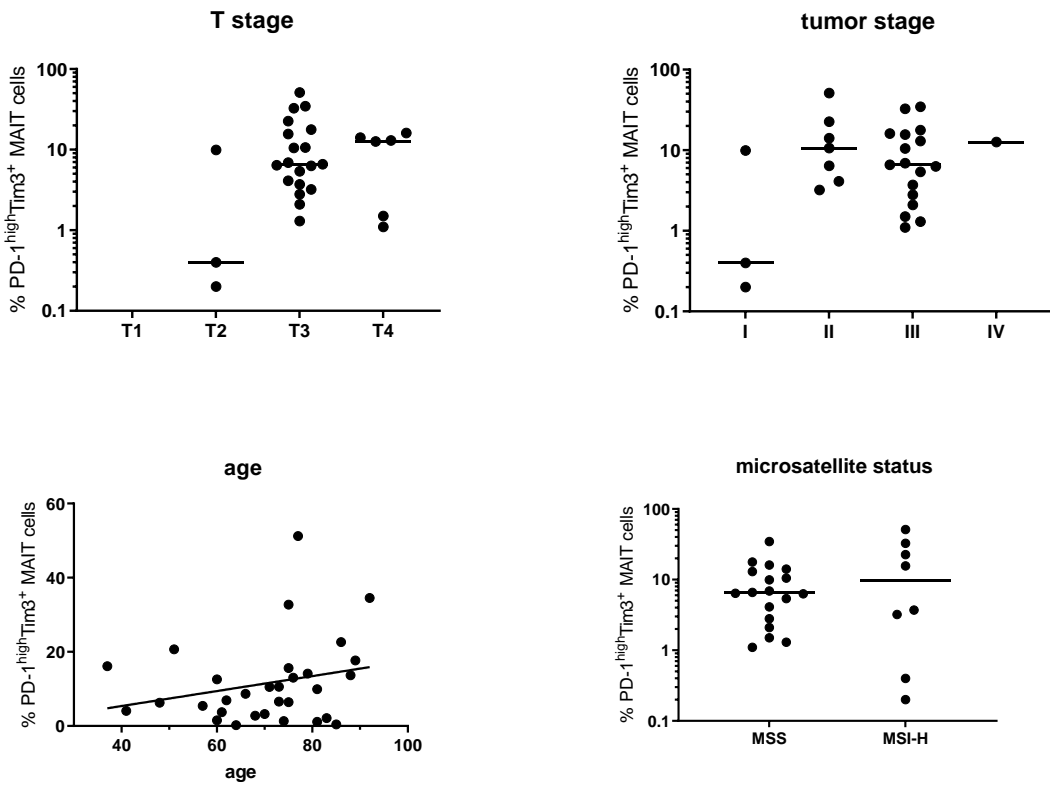 T stage
% PD-1highTim3+ MAIT cells
100
10
1
0.1
T1 T2 T3 T4
tumor stage
% PD-1highTim3+ MAIT cells
100
10
1
0.1
I II III IV
age
% PD-1highTim3+ MAIT cells
60
40
20
0
40 60 80 100
age
microsatellite status
% PD-1highTim3+ MAIT cells
100
10
1
0.1
MSS MSI-H